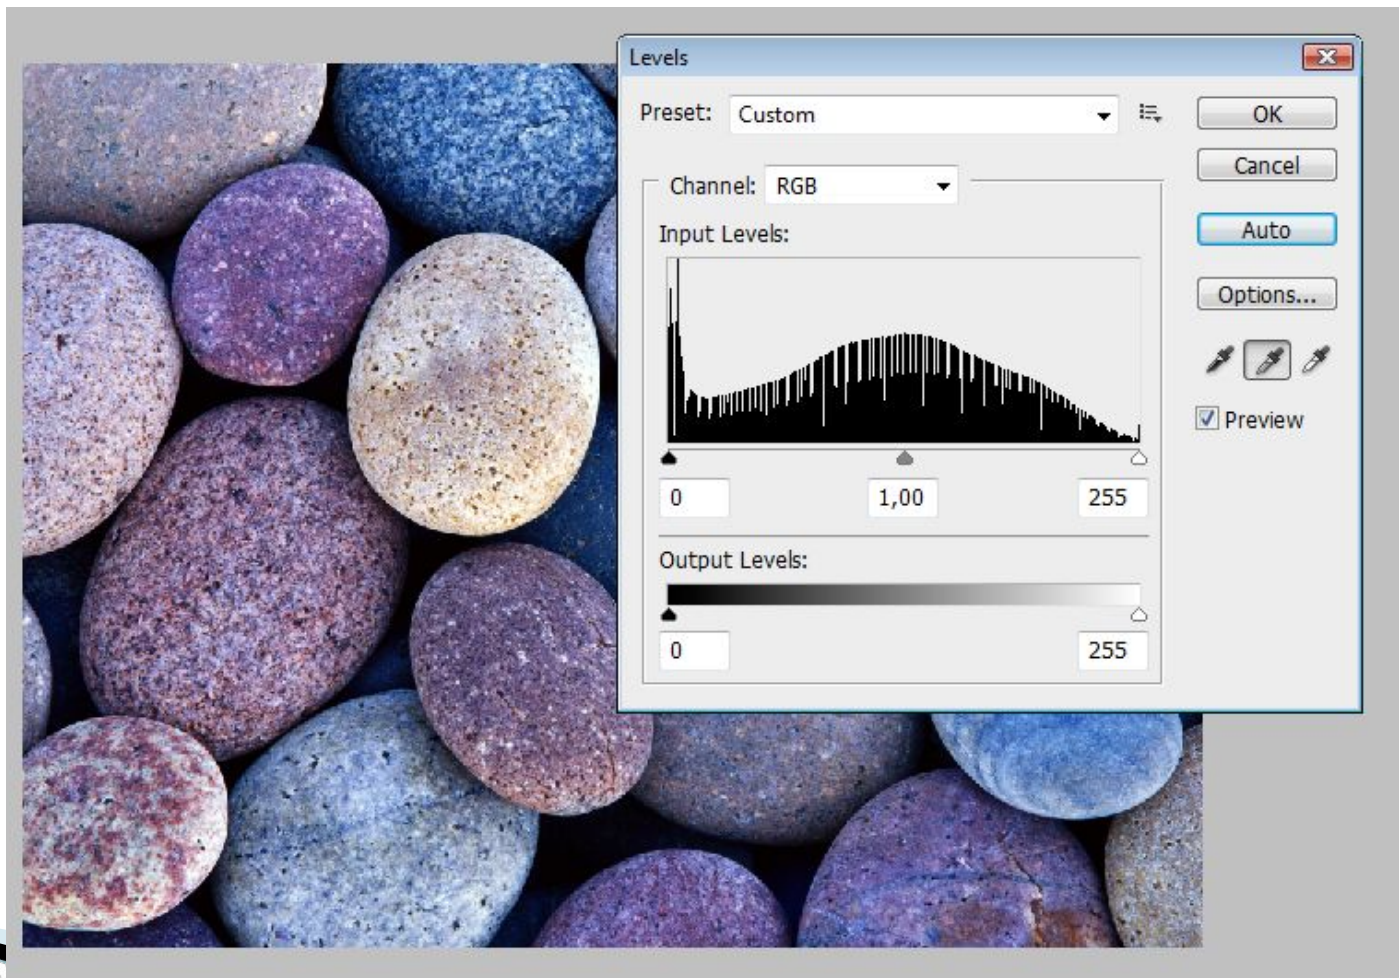 Levels
Preset: Custom
OK
Cancel
Channel: RGB
Input Levels:
Auto
Options...
Preview
0 1,00 255
Output Levels:
0 255